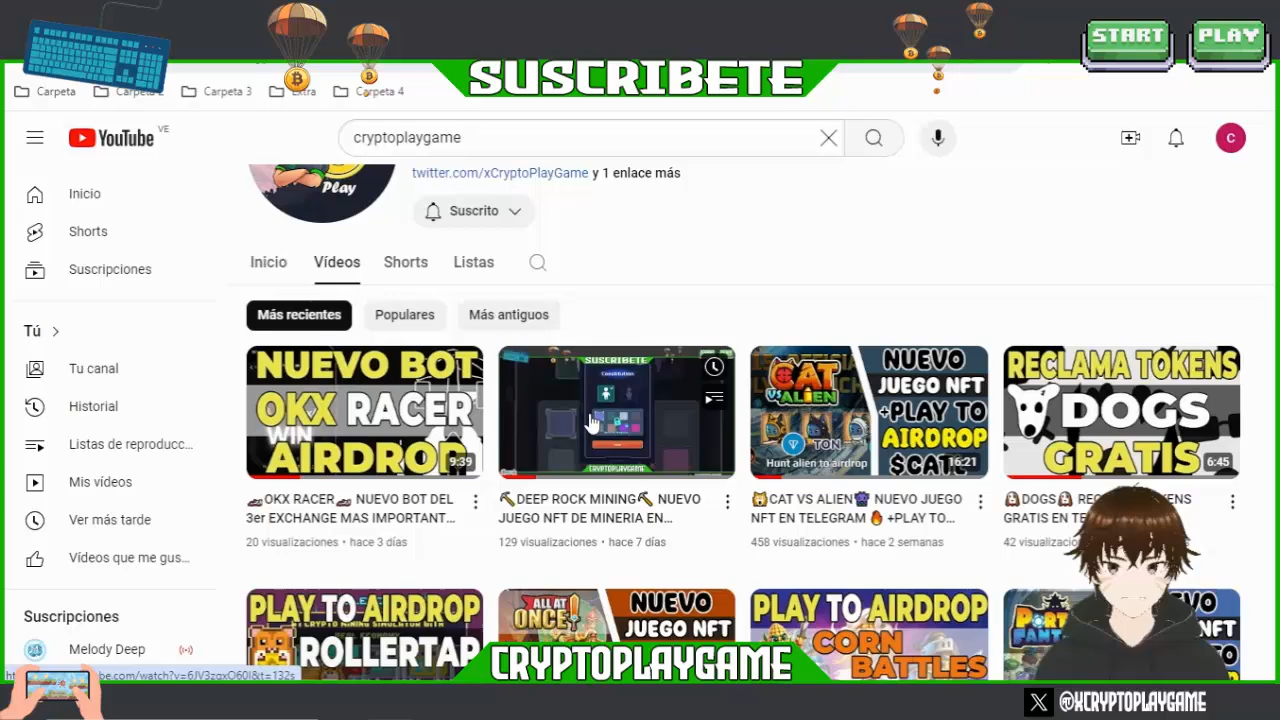 START
PLAY
SUSCRIBETE
Carpeta
Carpeta 2
Carpeta 3
Extra
Carpeta 4
YouTube VE
cryptoplaygame
C
Play
twitter.com/xCryptoPlayGame y 1 enlace más
Suscrito
Inicio
Shorts
Suscripciones
Tú
Tu canal
Historial
Listas de reproducc...
Mis vídeos
Ver más tarde
Vídeos que me gus...
Suscripciones
Melody Deep
Inicio Vídeos Shorts Listas
Más recientes Populares Más antiguos
NUEVO BOT
OKX RACER
WIN
AIRDROP
9:39
🏎️OKX RACER🏎️ NUEVO BOT DEL
3er EXCHANGE MAS IMPORTANT...
20 visualizaciones • hace 3 días
SUSCRIBETE
CRYPTOPLAYGAME
⛏️DEEP ROCK MINING⛏️ NUEVO
JUEGO NFT DE MINERIA EN...
129 visualizaciones • hace 7 días
CAT
VS ALIEN
TON
Hunt alien to airdrop
NUEVO
JUEGO NFT
+PLAY TO
AIRDROP
$CATS
16:21
🐱CAT VS ALIEN👾 NUEVO JUEGO
NFT EN TELEGRAM 🔥 +PLAY TO...
458 visualizaciones • hace 2 semanas
RECLAMA TOKENS
DOGS
GRATIS
6:45
🐶DOGS🐶
GRATIS EN
42
PLAY TO AIRDROP
ROLLERTAP
ALL AT
ONCE!
NUEVO
JUEGO NFT
PLAY TO AIRDROP
CORN
BATTLES
CRYPTOPLAYGAME
@XCRYPTOPLAYGAME